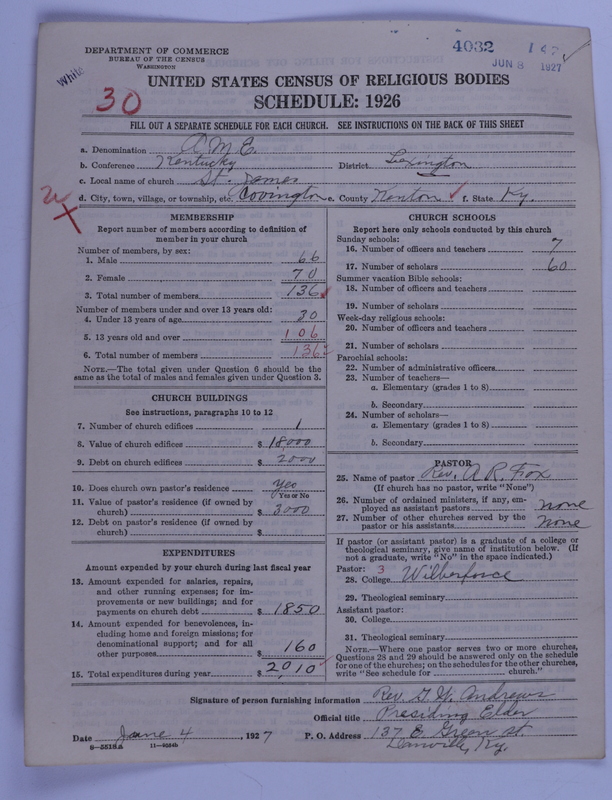 DEPARTMENT OF COMMERCE
BUREAU OF THE CENSUS
WASHINGTON
4032
JUN 8 1927
White
30
UNITED STATES CENSUS OF RELIGIOUS BODIES
SCHEDULE: 1926
FILL OUT A SEPARATE SCHEDULE FOR EACH CHURCH. SEE INSTRUCTIONS ON THE BACK OF THIS SHEET
a. Denomination A.M.E.
b. Conference Kentucky District Lexington
c. Local name of church St. James
d. City, town, village, or township, etc. Covington e. County Kenton f. State Ky.
MEMBERSHIP
Report number of members according to definition of
member in your church
Number of members, by sex:
1. Male 66
2. Female 70
3. Total number of members 136
Number of members under and over 13 years old:
4. Under 13 years of age 30
5. 13 years old and over 106
6. Total number of members 136
NOTE.—The total given under Question 6 should be the
same as the total of males and females given under Question 3.
CHURCH BUILDINGS
See instructions, paragraphs 10 to 12
7. Number of church edifices 1
8. Value of church edifices $ 18000
9. Debt on church edifices $ 2000
10. Does church own pastor's residence yes
Yes or No
11. Value of pastor's residence (if owned by
church) $ 3000
12. Debt on pastor's residence (if owned by
church) $
EXPENDITURES
Amount expended by your church during last fiscal year
13. Amount expended for salaries, repairs,
and other running expenses; for im-
provements or new buildings; and for
payments on church debt $ 1850
14. Amount expended for benevolences, in-
cluding home and foreign missions; for
denominational support; and for all
other purposes $ 160
15. Total expenditures during year $ 2010
CHURCH SCHOOLS
Report here only schools conducted by this church
Sunday schools:
16. Number of officers and teachers 7
17. Number of scholars 60
Summer vacation Bible schools:
18. Number of officers and teachers
19. Number of scholars
Week-day religious schools:
20. Number of officers and teachers
21. Number of scholars
Parochial schools:
22. Number of administrative officers
23. Number of teachers—
a. Elementary (grades 1 to 8)
b. Secondary
24. Number of scholars—
a. Elementary (grades 1 to 8)
b. Secondary
PASTOR
25. Name of pastor Rev. A. R. Fox
(If church has no pastor, write "None")
26. Number of ordained ministers, if any, em-
ployed as assistant pastors none
27. Number of other churches served by the
pastor or his assistants none
If pastor (or assistant pastor) is a graduate of a college or
theological seminary, give name of institution below. (If
not a graduate, write "No" in the space indicated.)
Pastor: 3
28. College Wilberforce
29. Theological seminary
Assistant pastor:
30. College
31. Theological seminary
NOTE.—Where one pastor serves two or more churches,
Questions 28 and 29 should be answered only on the schedule
for one of the churches; on the schedules for the other churches,
write "See schedule for church."
Signature of person furnishing information Rev. G. W. Andrews
Official title Presiding Elder
Date June 4, 1927 P. O. Address 137 E. Green St.
Danville, Ky.
8—5513a 11—4664b